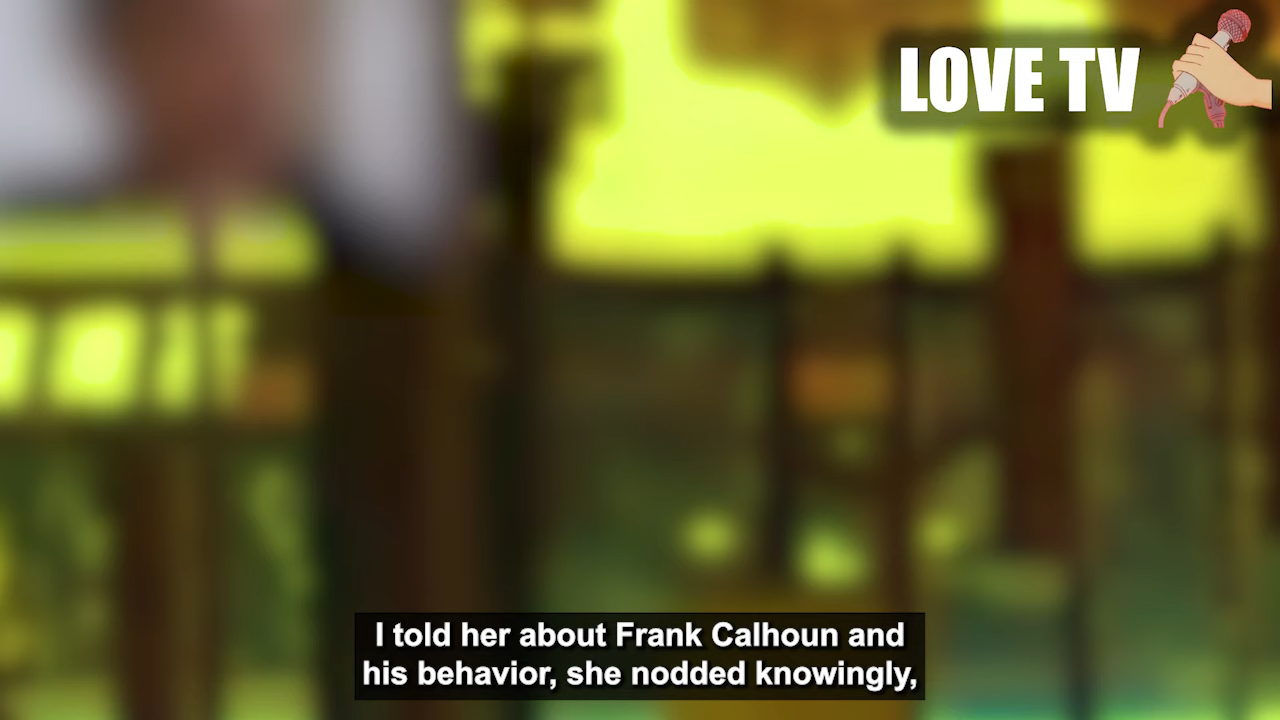 LOVE TV
I told her about Frank Calhoun and
his behavior, she nodded knowingly,